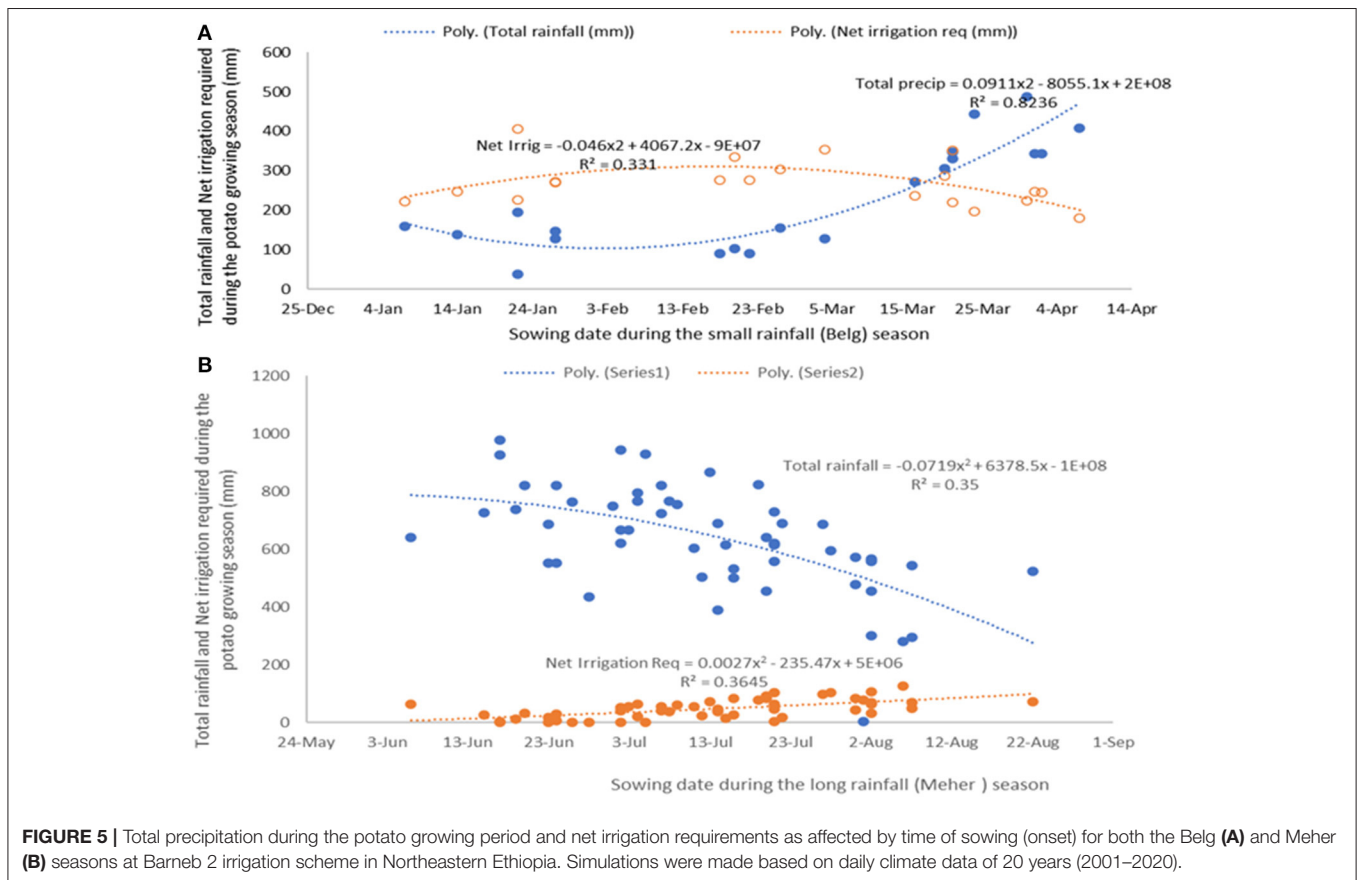 A
Poly. (Total rainfall (mm)) Poly. (Net irrigation req (mm))
Total rainfall and Net irrigation required
during the potato growing season (mm)
600
500
400
300
200
100
0
Total precip = 0.0911x2 - 8055.1x + 2E+08
R² = 0.8236
Net Irrig = -0.046x2 + 4067.2x - 9E+07
R² = 0.331
25-Dec 4-Jan 14-Jan 24-Jan 3-Feb 13-Feb 23-Feb 5-Mar 15-Mar 25-Mar 4-Apr 14-Apr
Sowing date during the small rainfall (Belg) season
B
Poly. (Series1) Poly. (Series2)
Total rainfall and Net irrigation required during the
potato growing season (mm)
1200
1000
800
600
400
200
0
Total rainfall = -0.0719x² + 6378.5x - 1E+08
R² = 0.35
Net Irrigation Req = 0.0027x² - 235.47x + 5E+06
R² = 0.3645
24-May 3-Jun 13-Jun 23-Jun 3-Jul 13-Jul 23-Jul 2-Aug 12-Aug 22-Aug 1-Sep
Sowing date during the long rainfall (Meher ) season
FIGURE 5 | Total precipitation during the potato growing period and net irrigation requirements as affected by time of sowing (onset) for both the Belg (A) and Meher
(B) seasons at Barneb 2 irrigation scheme in Northeastern Ethiopia. Simulations were made based on daily climate data of 20 years (2001–2020).